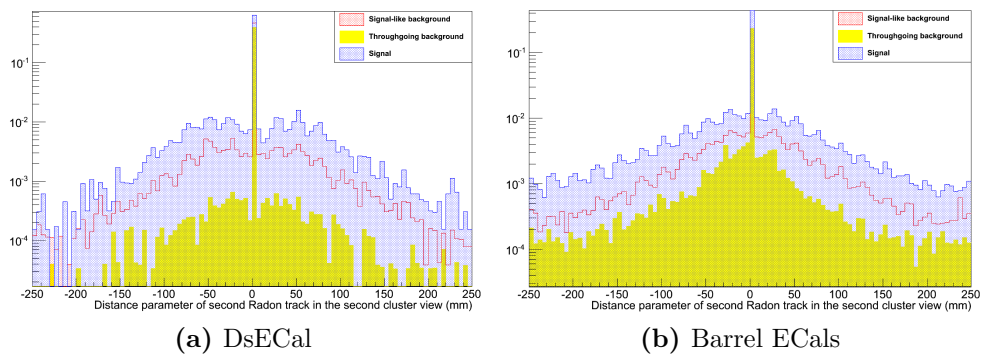 Signal-like background
Throughgoing background
Signal
10^-1
10^-2
10^-3
10^-4
-250 -200 -150 -100 -50 0 50 100 150 200 250
Distance parameter of second Radon track in the second cluster view (mm)
(a) DsECal
Signal-like background
Throughgoing background
Signal
10^-1
10^-2
10^-3
10^-4
-250 -200 -150 -100 -50 0 50 100 150 200 250
Distance parameter of second Radon track in the second cluster view (mm)
(b) Barrel ECals